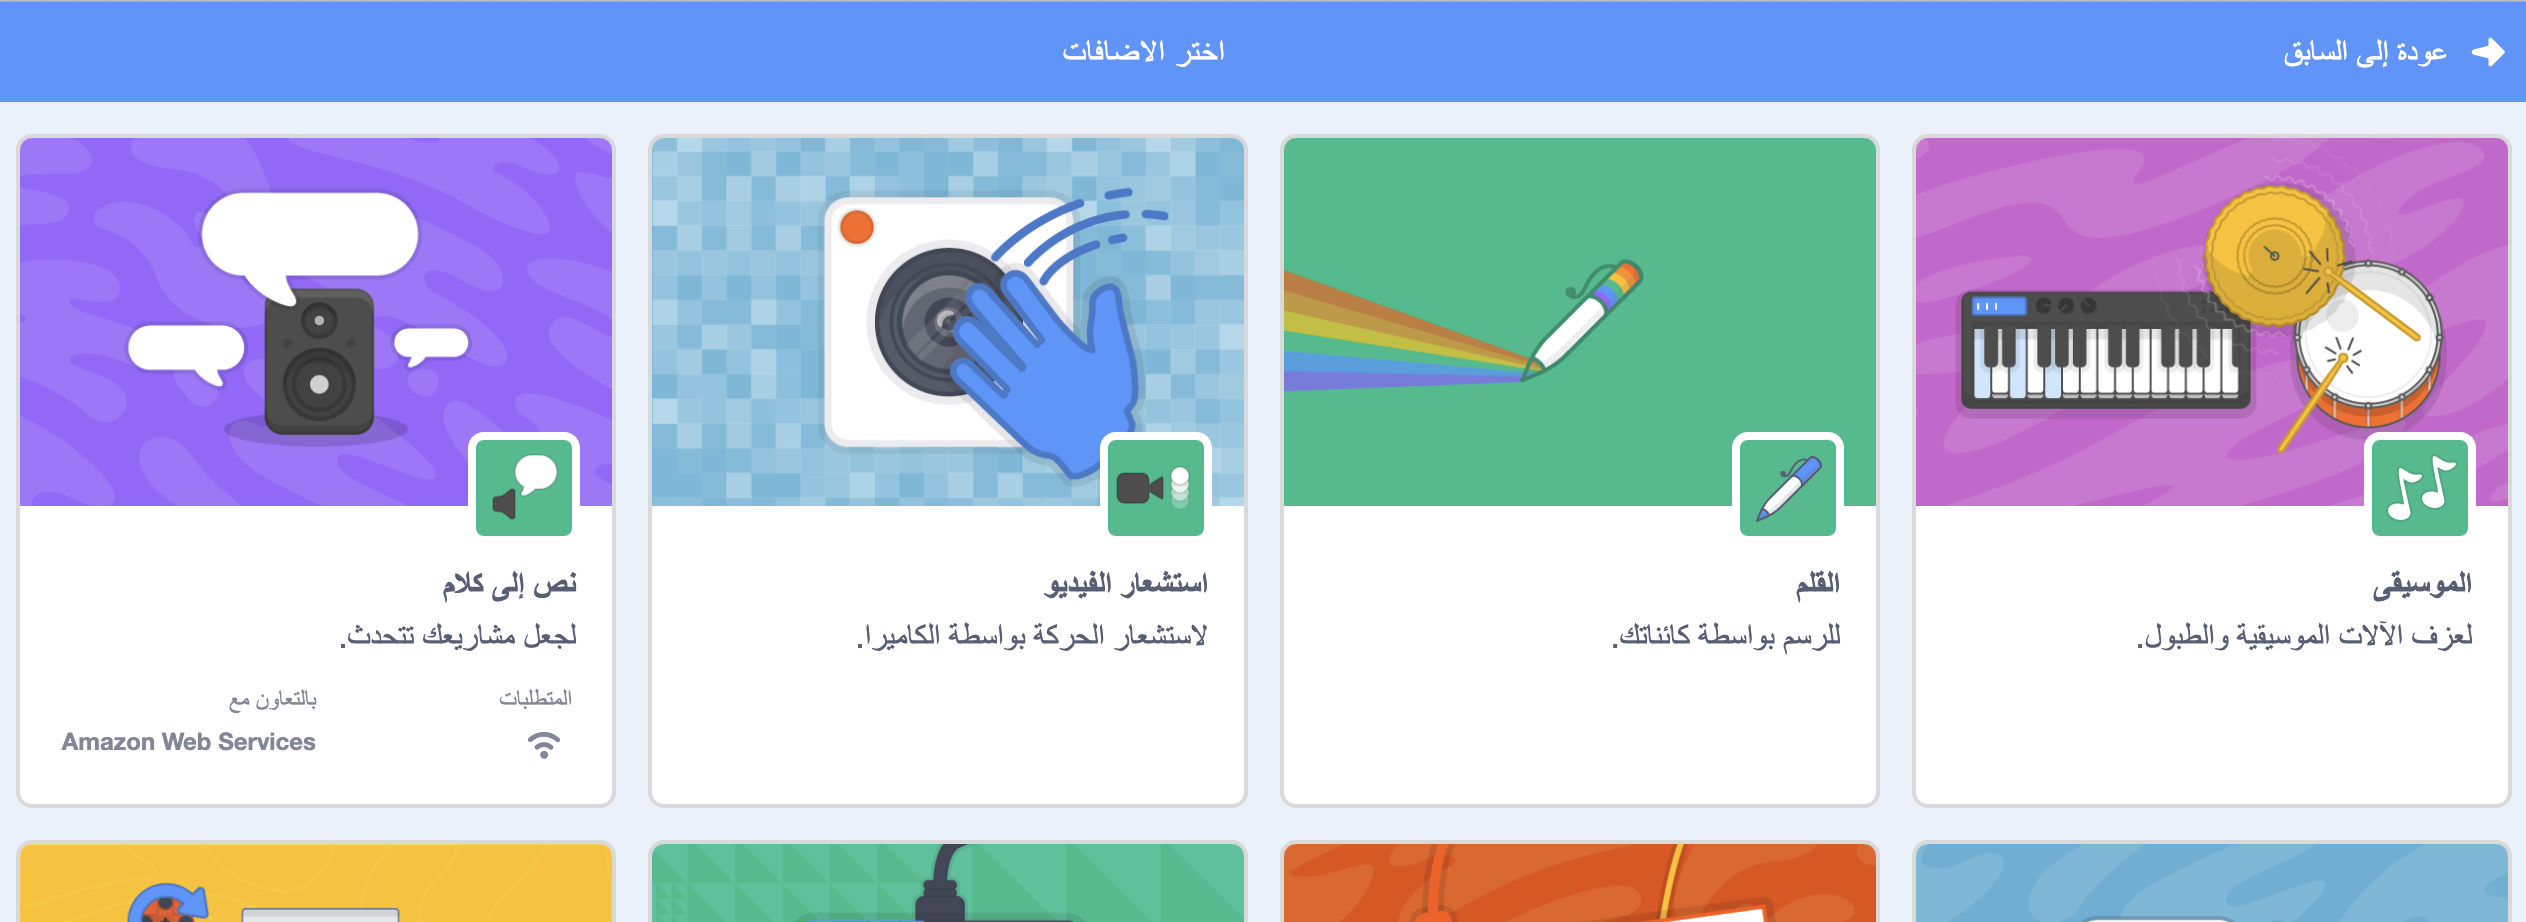 عودة إلى السابق
اختر الاضافات
الموسيقى
لعزف الآلات الموسيقية والطبول.
القلم
للرسم بواسطة كائناتك.
استشعار الفيديو
لاستشعار الحركة بواسطة الكاميرا.
نص إلى كلام
لجعل مشاريعك تتحدث.
المتطلبات
بالتعاون مع
Amazon Web Services